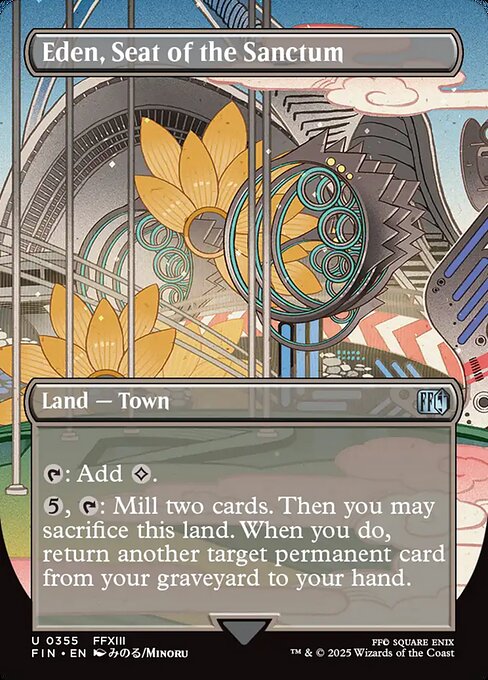 Eden, Seat of the Sanctum
Land — Town
FF
: Add .
5, : Mill two cards. Then you may
sacrifice this land. When you do,
return another target permanent card
from your graveyard to your hand.
U 0355 FFXIII
FIN • EN みのる/Minoru
FF© SQUARE ENIX
™ & © 2025 Wizards of the Coast